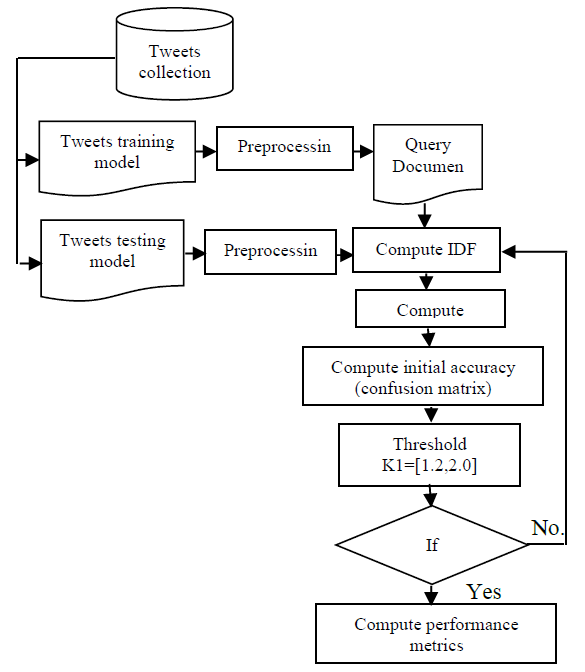 Tweets
collection
Tweets training
model
Preprocessin
Query
Documen
Tweets testing
model
Preprocessin
Compute IDF
Compute
Compute initial accuracy
(confusion matrix)
Threshold
K1=[1.2,2.0]
If
No.
Yes
Compute performance
metrics